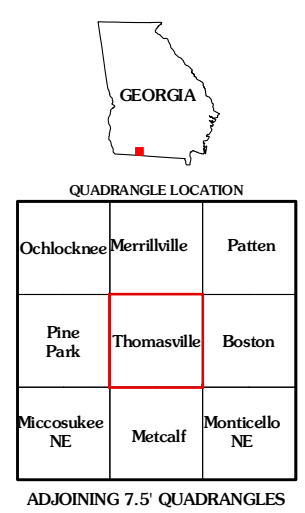 GEORGIA
QUADRANGLE LOCATION
Ochlocknee
Merrillville
Patten
Pine
Park
Thomasville
Boston
Miccosukee
NE
Metcalf
Monticello
NE
ADJOINING 7.5' QUADRANGLES